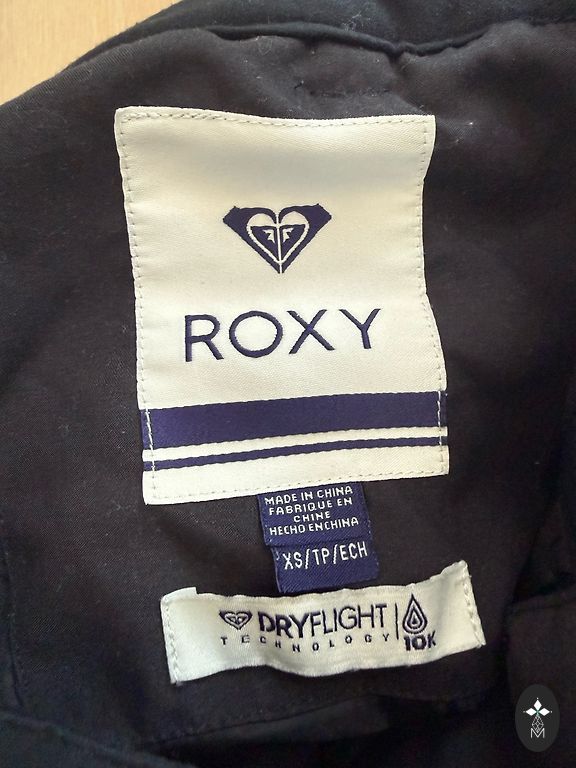 ROXY
MADE IN CHINA
FABRIQUE EN
CHINE
HECHO EN CHINA
XS/TP/ECH
DRYFLIGHT
TECHNOLOGY
10K
M